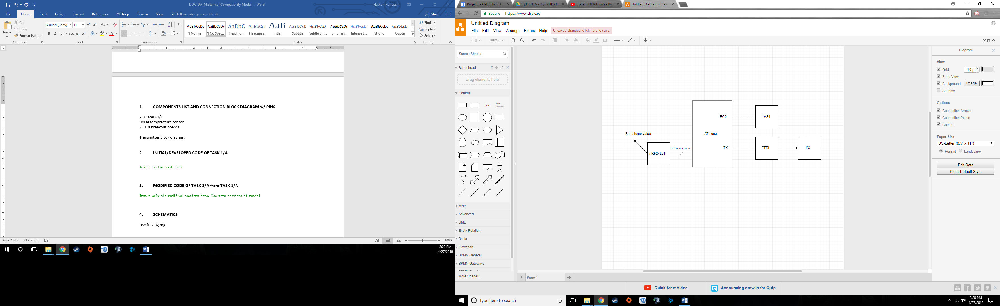 DOC_DA_Midterm2 [Compatibility Mode] - Word
Nathan Hanuscin
File Home Insert Design Layout References Mailings Review View Tell me what you want to do
Share
Paste
Cut
Copy
Format Painter
Clipboard
Calibri (Body) 11
Font
Paragraph
AaBbCcDc AaBbCcDc AaBbC AaBbCcI AaB AaBbCcD AaBbCcDc AaBbCcDc AaBbCcDc AaBbCcDc AaBbCcDc
¶ Normal ¶ No Spac... Heading 1 Heading 2 Title Subtitle Subtle Em... Emphasis Intense E... Strong Quote
Styles
Find
Replace
Select
Editing
1. COMPONENTS LIST AND CONNECTION BLOCK DIAGRAM w/ PINS
2 nFR24L01/+
LM34 temperature sensor
2 FTDI breakout boards
Transmitter block diagram:
2. INITIAL/DEVELOPED CODE OF TASK 1/A
Insert initial code here
3. MODIFIED CODE OF TASK 2/A from TASK 1/A
Insert only the modified sections here. Use more sections if needed
4. SCHEMATICS
Use fritzing.org
Page 2 of 2 215 words
100%
3:20 PM
4/27/2018
Projects - CPE301-ESD
CpE301_M2_Qs_S18.pdf
System Of A Down - Rou
Untitled Diagram - draw
Secure https://www.draw.io
Untitled Diagram
File Edit View Arrange Extras Help Unsaved changes. Click here to save.
100%
Search Shapes
Scratchpad
Drag elements here
General
Text
Misc
Advanced
UML
Entity Relation
Basic
Flowchart
BPMN General
BPMN Gateways
More Shapes...
PC0
LM34
Send temp value
ATmega
SPI connections
TX
FTDI
I/O
nRF24L01
Page-1
Diagram
View
Grid 10 pt
Page View
Background Image
Shadow
Options
Connection Arrows
Connection Points
Guides
Paper Size
US-Letter (8,5" x 11")
Portrait Landscape
Edit Data
Clear Default Style
Quick Start Video
Announcing draw.io for Quip
Type here to search
3:20 PM
4/27/2018